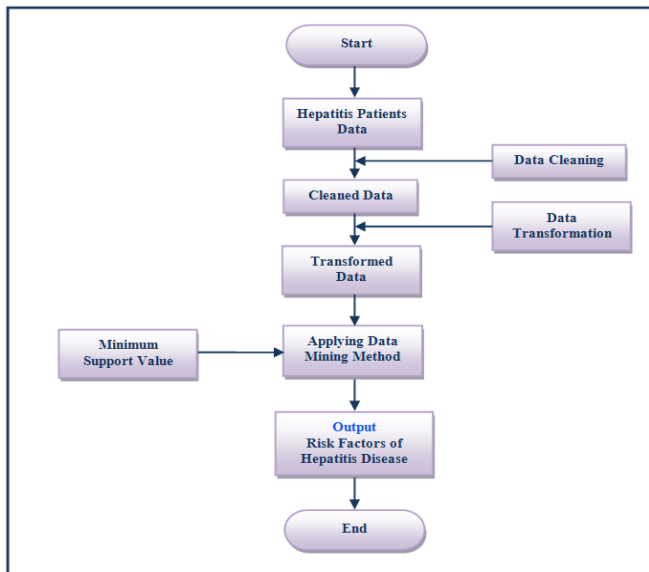 Start
Hepatitis Patients
Data
Data Cleaning
Cleaned Data
Data
Transformation
Transformed
Data
Minimum
Support Value
Applying Data
Mining Method
Output
Risk Factors of
Hepatitis Disease
End